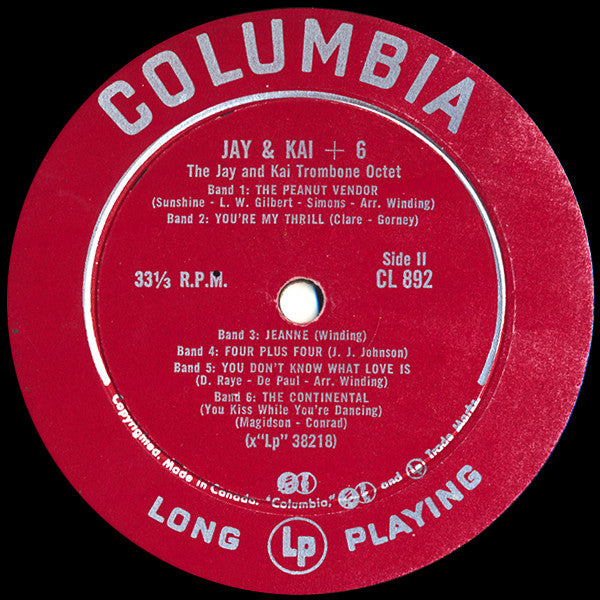 COLUMBIA
JAY & KAI + 6
The Jay and Kai Trombone Octet
Band 1: THE PEANUT VENDOR
(Sunshine - L. W. Gilbert - Simons - Arr. Winding)
Band 2: YOU'RE MY THRILL (Clare - Gorney)
33⅓ R.P.M.
Side II
CL 892
Band 3: JEANNE (Winding)
Band 4: FOUR PLUS FOUR (J. J. Johnson)
Band 5: YOU DON'T KNOW WHAT LOVE IS
(D. Raye - De Paul - Arr. Winding)
Band 6: THE CONTINENTAL
(You Kiss While You're Dancing)
(Magidson - Conrad)
(x"Lp" 38218)
Copyrighted. Made in Canada. "Columbia," and Lp Trade Marks
LONG Lp PLAYING